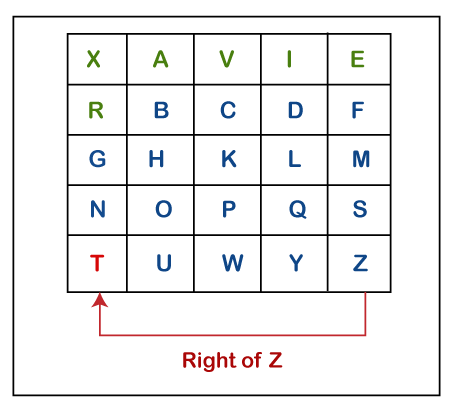 X A V I E
R B C D F
G H K L M
N O P Q S
T U W Y Z
Right of Z